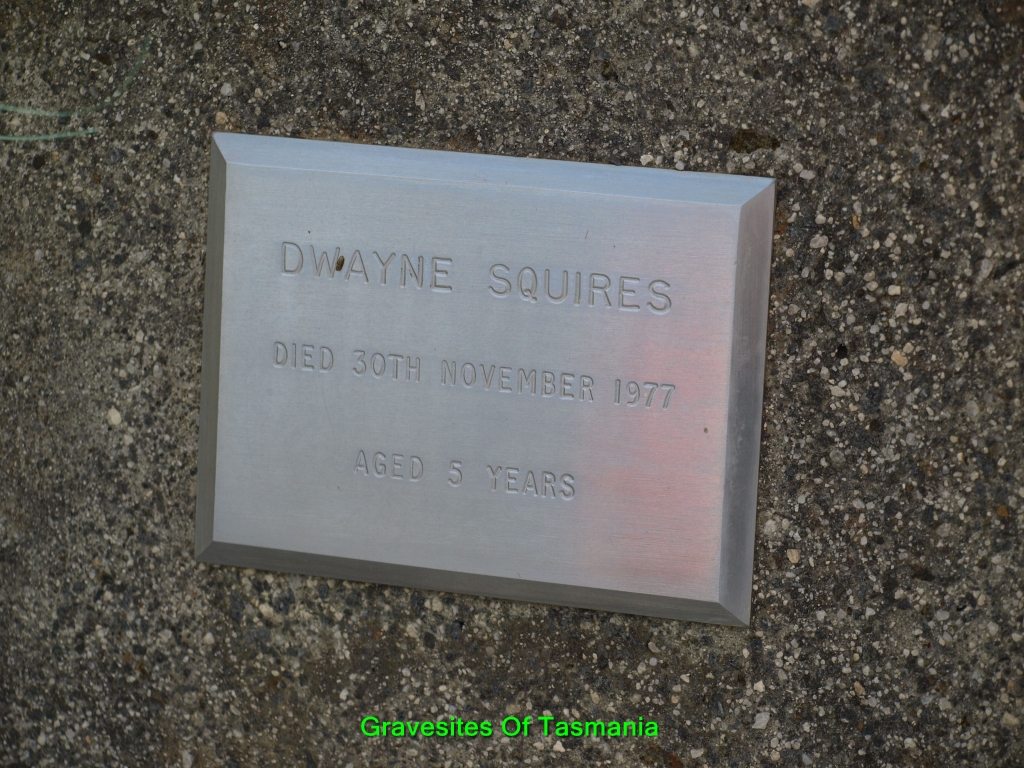 DWAYNE SQUIRES
DIED 30TH NOVEMBER 1977
AGED 5 YEARS
Gravesites Of Tasmania